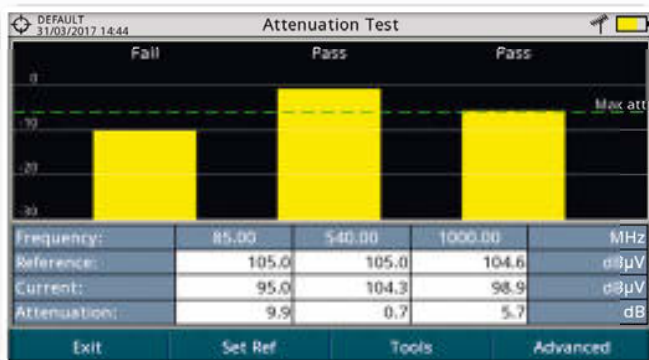 DEFAULT
31/03/2017 14:44
Attenuation Test
Fail Pass Pass
0
Max att
-10
-20
-30
Frequency: 85.00 540.00 1000.00 MHz
Reference: 105.0 105.0 104.6 dBµV
Current: 95.0 104.3 98.9 dBµV
Attenuation: 9.9 0.7 5.7 dB
Exit Set Ref Tools Advanced